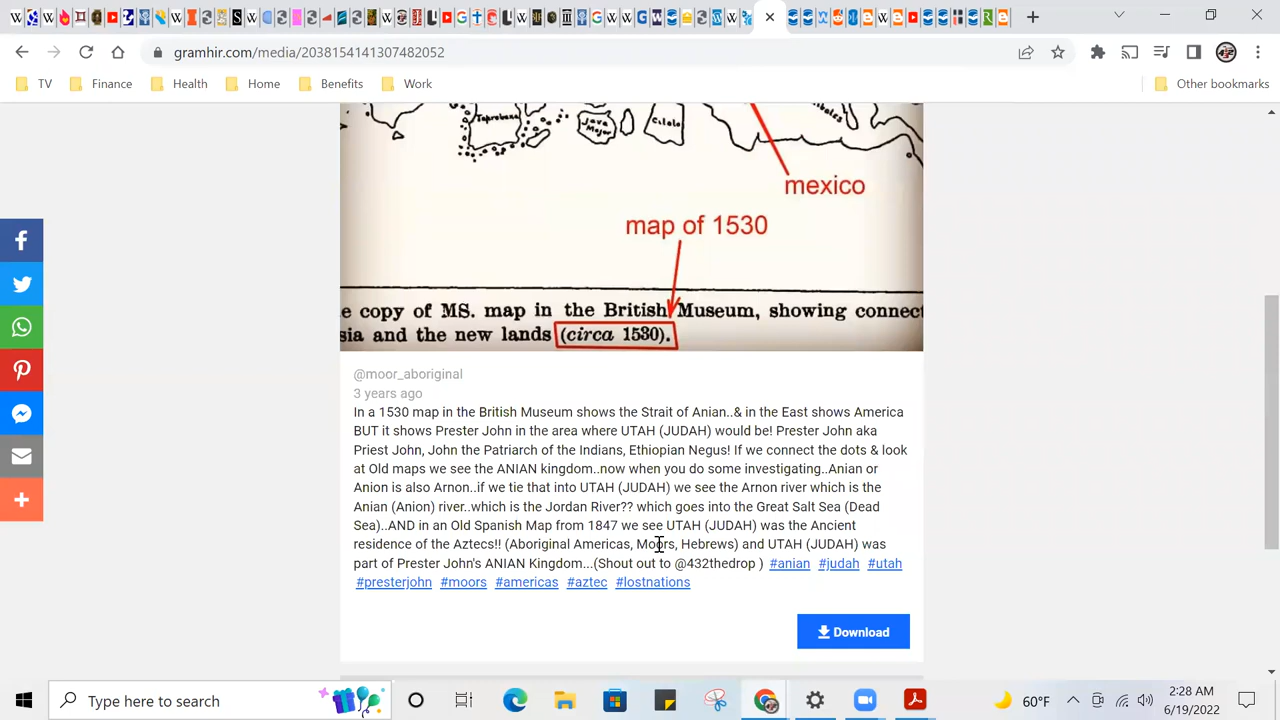 gramhir.com/media/2038154141307482052
TV
Finance
Health
Home
Benefits
Work
Other bookmarks
Taprobana
Java
Major
Cilolo
mexico
map of 1530
e copy of MS. map in the British Museum, showing connect
sia and the new lands (circa 1530).
@moor_aboriginal
3 years ago
In a 1530 map in the British Museum shows the Strait of Anian..& in the East shows America
BUT it shows Prester John in the area where UTAH (JUDAH) would be! Prester John aka
Priest John, John the Patriarch of the Indians, Ethiopian Negus! If we connect the dots & look
at Old maps we see the ANIAN kingdom..now when you do some investigating..Anian or
Anion is also Arnon..if we tie that into UTAH (JUDAH) we see the Arnon river which is the
Anian (Anion) river..which is the Jordan River?? which goes into the Great Salt Sea (Dead
Sea)..AND in an Old Spanish Map from 1847 we see UTAH (JUDAH) was the Ancient
residence of the Aztecs!! (Aboriginal Americas, Moors, Hebrews) and UTAH (JUDAH) was
part of Prester John's ANIAN Kingdom...(Shout out to @432thedrop ) #anian #judah #utah
#presterjohn #moors #americas #aztec #lostnations
Download
Type here to search
60°F
2:28 AM
6/19/2022